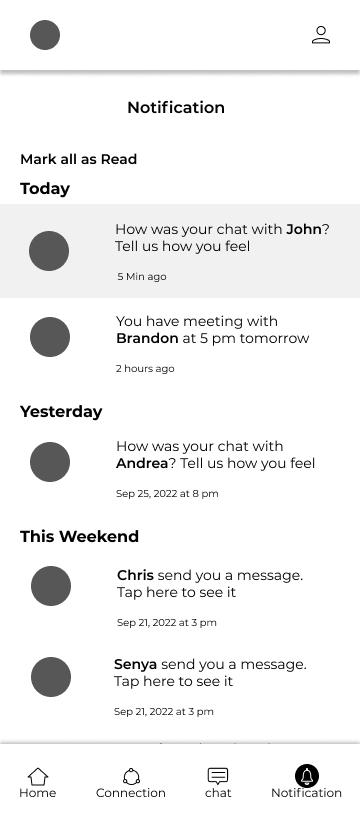 Notification
Mark all as Read
Today
How was your chat with John?
Tell us how you feel
5 Min ago
You have meeting with
Brandon at 5 pm tomorrow
2 hours ago
Yesterday
How was your chat with
Andrea? Tell us how you feel
Sep 25, 2022 at 8 pm
This Weekend
Chris send you a message.
Tap here to see it
Sep 21, 2022 at 3 pm
Senya send you a message.
Tap here to see it
Sep 21, 2022 at 3 pm
Home
Connection
chat
Notification